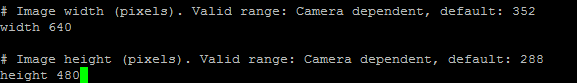 # Image width (pixels). Valid range: Camera dependent, default: 352
width 640
# Image height (pixels). Valid range: Camera dependent, default: 288
height 480